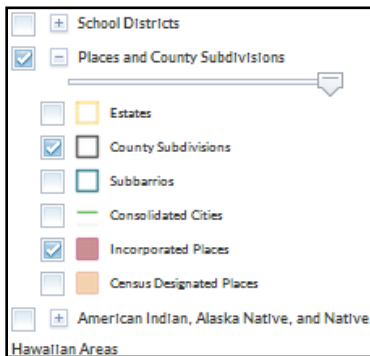 School Districts
Places and County Subdivisions
Estates
County Subdivisions
Subbarrios
Consolidated Cities
Incorporated Places
Census Designated Places
American Indian, Alaska Native, and Native
Hawaiian Areas